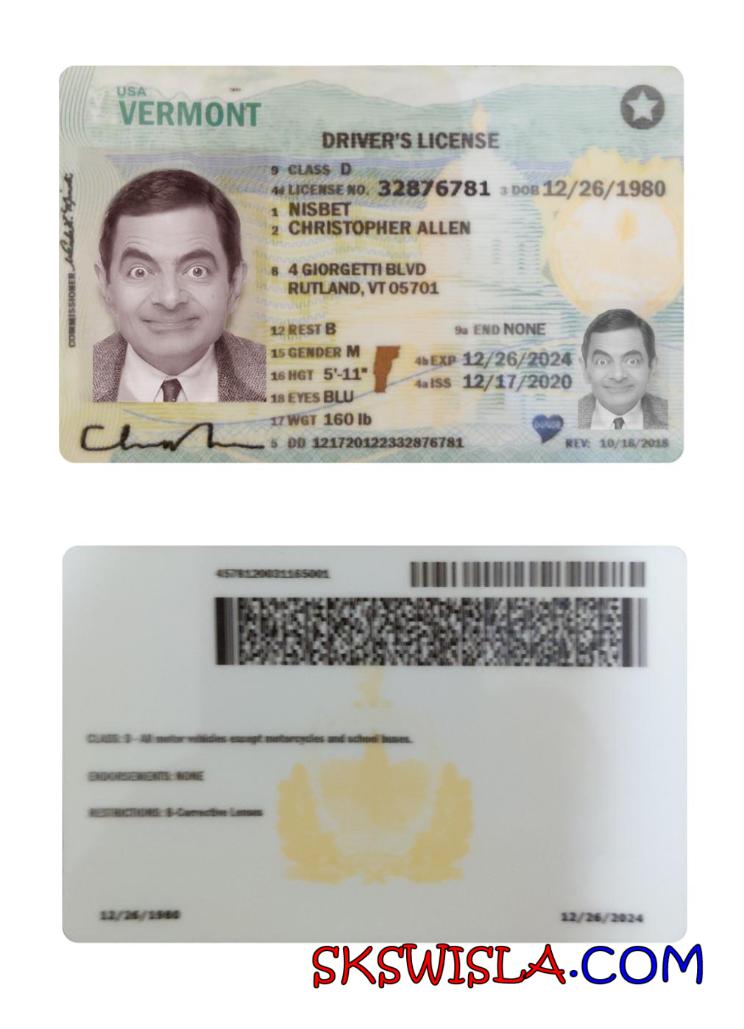 USA
VERMONT
DRIVER'S LICENSE
9 CLASS D
4d LICENSE NO. 32876781 3 DOB 12/26/1980
1 NISBET
2 CHRISTOPHER ALLEN
8 4 GIORGETTI BLVD
RUTLAND, VT 05701
12 REST B 9a END NONE
15 GENDER M 4b EXP 12/26/2024
16 HGT 5'-11" 4a ISS 12/17/2020
18 EYES BLU
17 WGT 160 lb DONOR
5 DD 121720122332876781 REV: 10/18/2018
COMMISSIONER
4578120021165001
CLASS: D - All motor vehicles except motorcycles and school buses.
ENDORSEMENTS: NONE
RESTRICTIONS: B-Corrective Lenses
12/26/1980 12/26/2024
SKSWISLA.COM